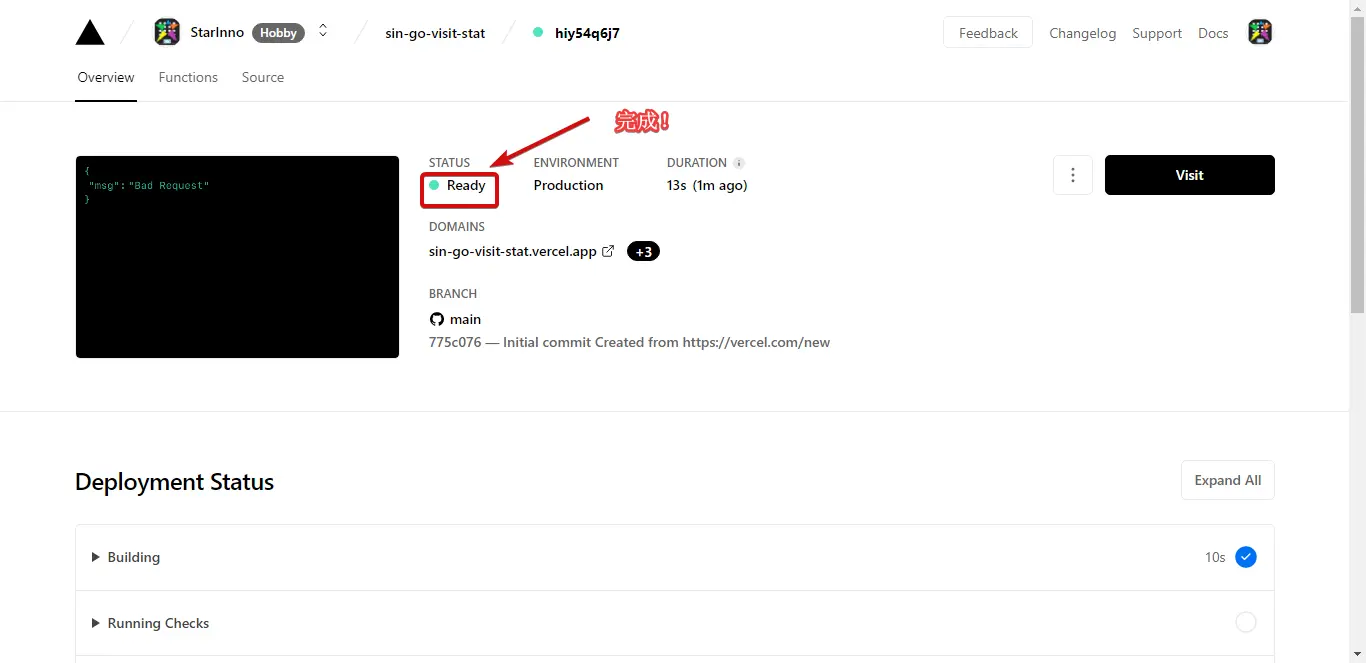 StarInno Hobby sin-go-visit-stat hiy54q6j7 Feedback Changelog Support Docs
Overview Functions Source
完成!
STATUS ENVIRONMENT DURATION
Ready Production 13s (1m ago) Visit
{
"msg":"Bad Request"
}
DOMAINS
sin-go-visit-stat.vercel.app +3
BRANCH
main
775c076 — Initial commit Created from https://vercel.com/new
Deployment Status Expand All
Building 10s
Running Checks